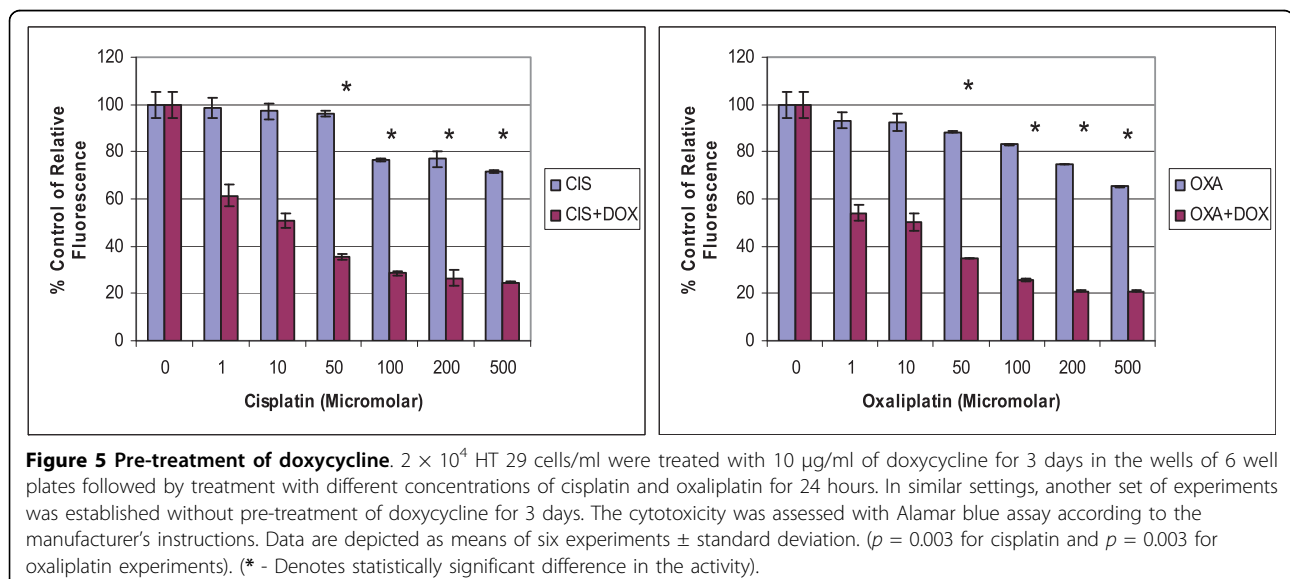 120
100
80
60
40
20
0
% Control of Relative
Fluorescence
*
*
*
*
0 1 10 50 100 200 500
Cisplatin (Micromolar)
CIS
CIS+DOX
120
100
80
60
40
20
0
% Control of Relative
Fluorescence
*
*
*
*
0 1 10 50 100 200 500
Oxaliplatin (Micromolar)
OXA
OXA+DOX
Figure 5 Pre-treatment of doxycycline. 2 × 10⁴ HT 29 cells/ml were treated with 10 μg/ml of doxycycline for 3 days in the wells of 6 well
plates followed by treatment with different concentrations of cisplatin and oxaliplatin for 24 hours. In similar settings, another set of experiments
was established without pre-treatment of doxycycline for 3 days. The cytotoxicity was assessed with Alamar blue assay according to the
manufacturer's instructions. Data are depicted as means of six experiments ± standard deviation. (p = 0.003 for cisplatin and p = 0.003 for
oxaliplatin experiments). (* - Denotes statistically significant difference in the activity).